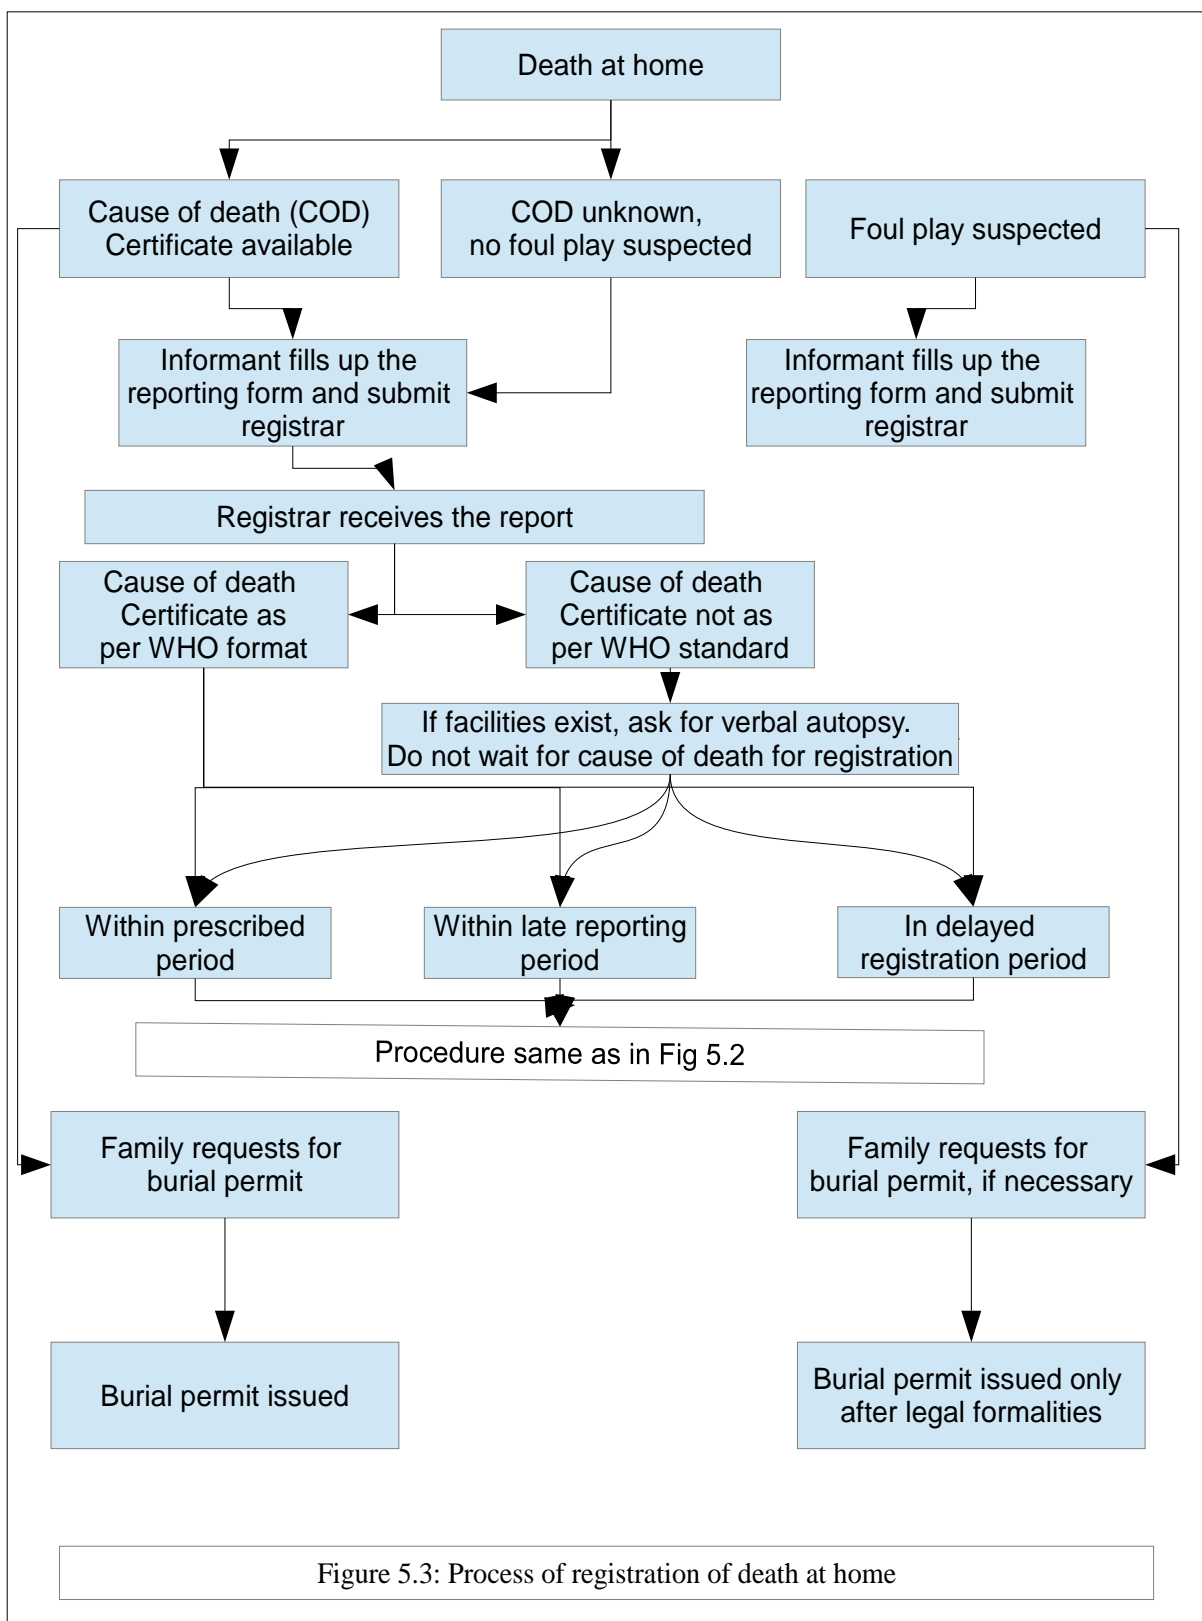 Death at home
Cause of death (COD)
Certificate available
COD unknown,
no foul play suspected
Foul play suspected
Informant fills up the
reporting form and submit
registrar
Informant fills up the
reporting form and submit
registrar
Registrar receives the report
Cause of death
Certificate as
per WHO format
Cause of death
Certificate not as
per WHO standard
If facilities exist, ask for verbal autopsy.
Do not wait for cause of death for registration
Within prescribed
period
Within late reporting
period
In delayed
registration period
Procedure same as in Fig 5.2
Family requests for
burial permit
Family requests for
burial permit, if necessary
Burial permit issued
Burial permit issued only
after legal formalities
Figure 5.3: Process of registration of death at home